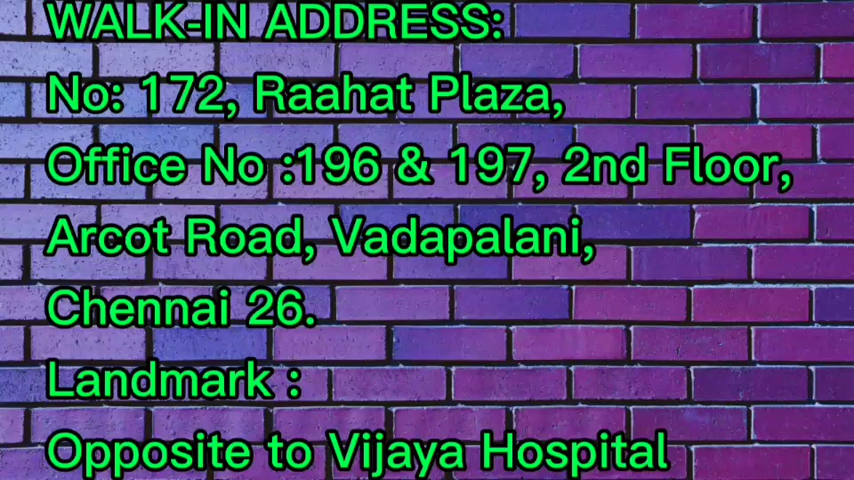 WALK-IN ADDRESS:
No: 172, Raahat Plaza,
Office No :196 & 197, 2nd Floor,
Arcot Road, Vadapalani,
Chennai 26.
Landmark :
Opposite to Vijaya Hospital